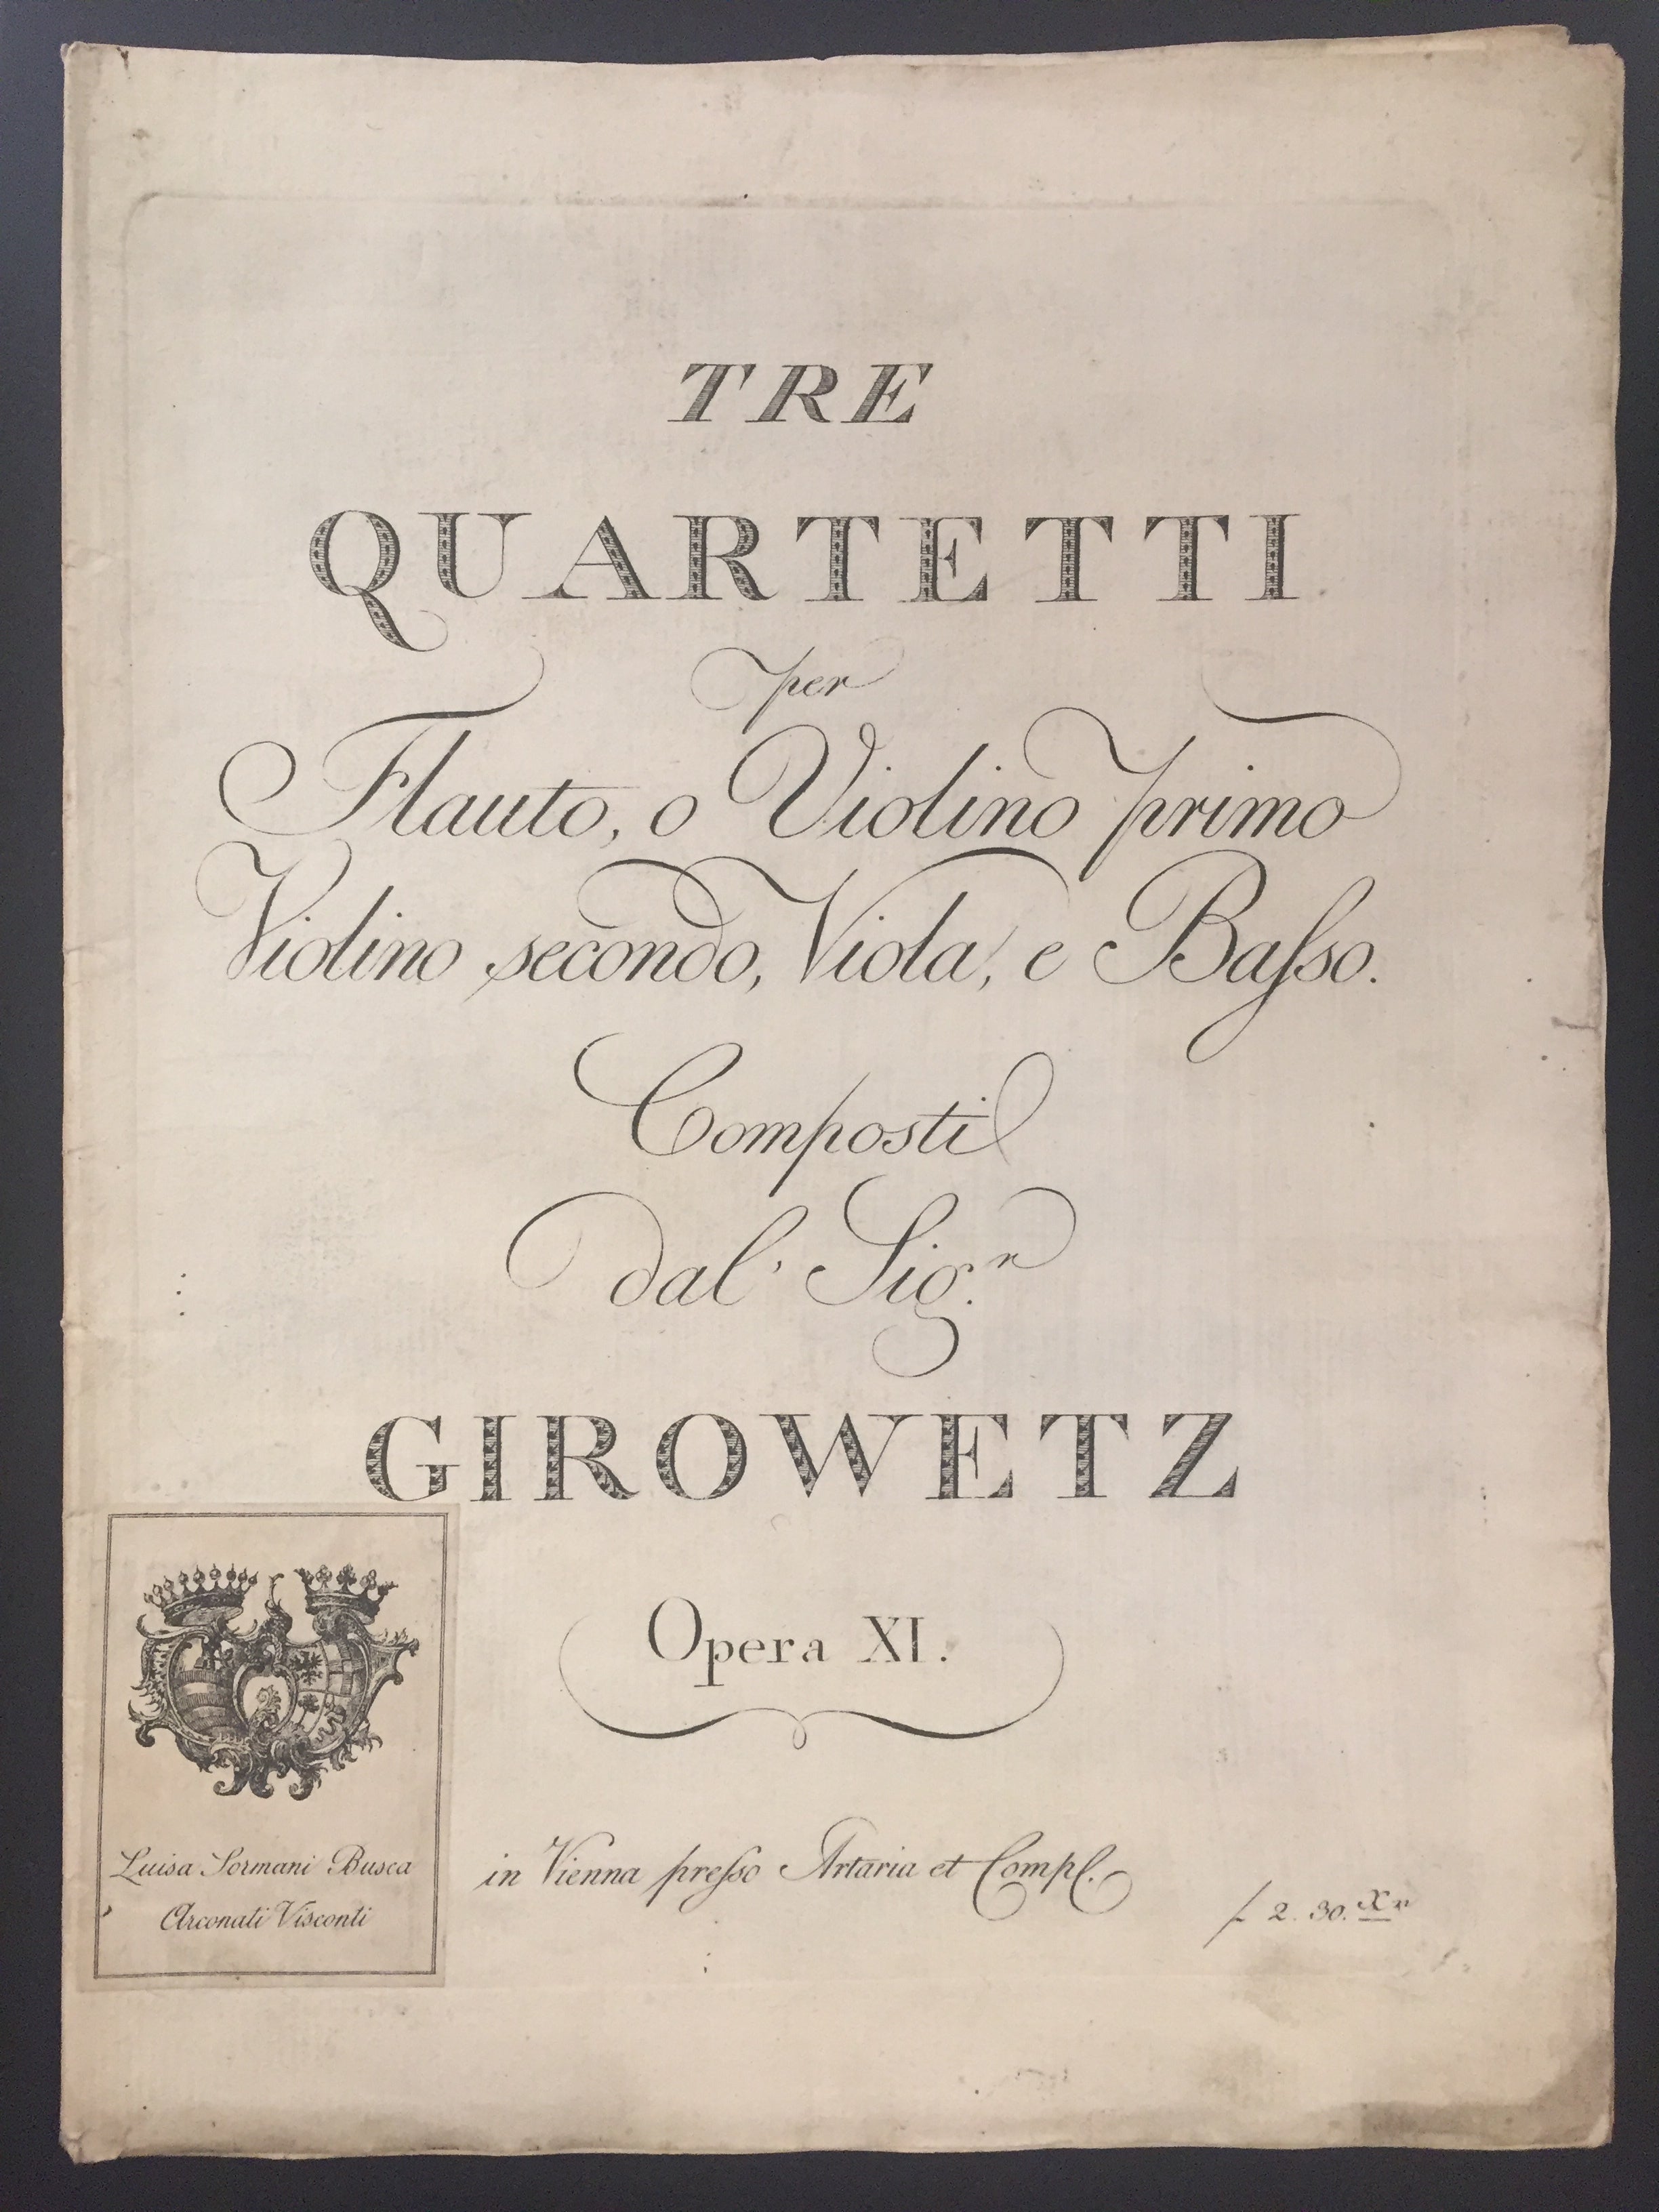 TRE
QUARTETTI
per
Flauto, o Violino primo
Violino secondo, Viola, e Baſso.
Composti
dal' Sig.r
GIROWETZ
Opera XI.
in Vienna preſso Artaria et Comp.
f 2. 30. Xr
Luisa Sormani Busca
Arconati Visconti